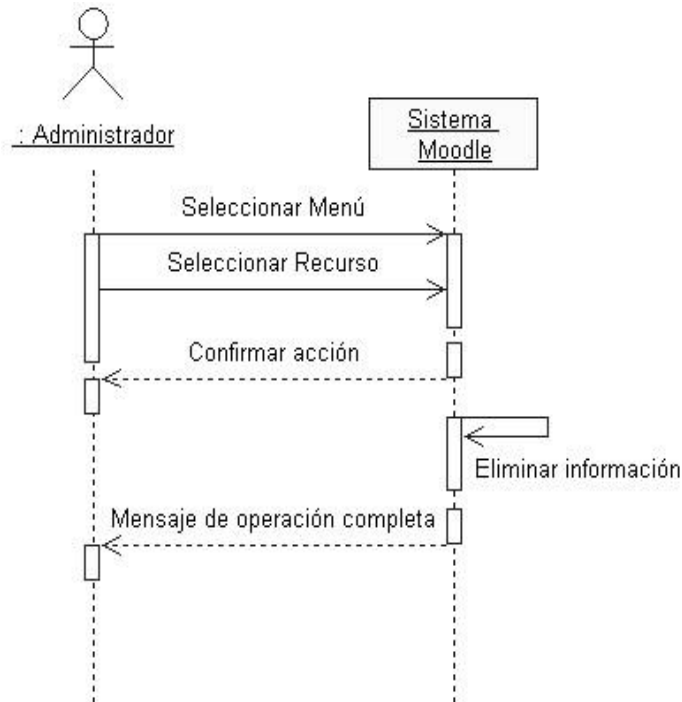 : Administrador
Sistema
Moodle
Seleccionar Menú
Seleccionar Recurso
Confirmar acción
Eliminar información
Mensaje de operación completa